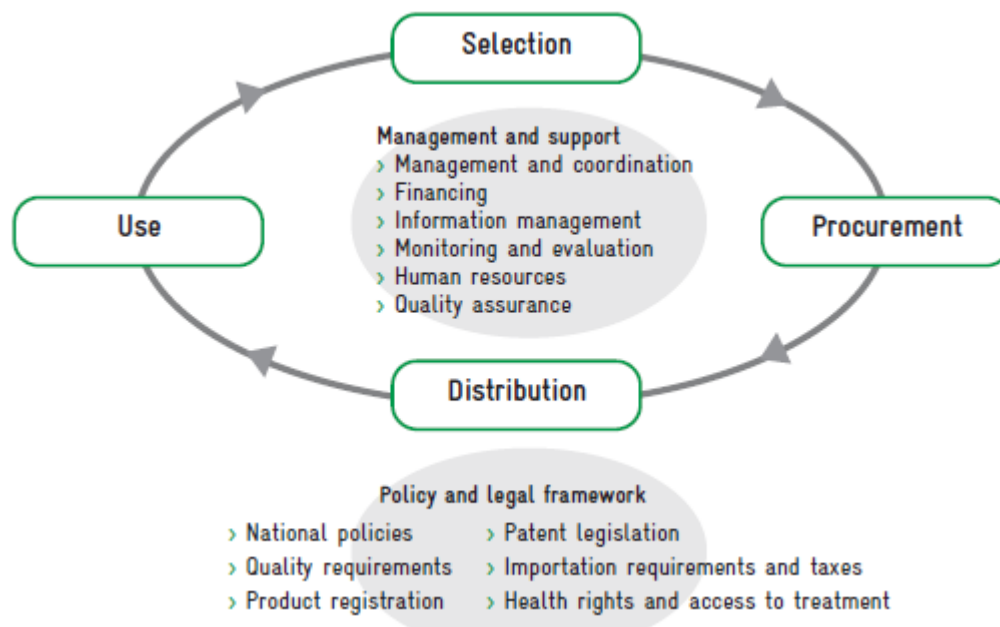 Selection
Management and support
› Management and coordination
› Financing
› Information management
› Monitoring and evaluation
› Human resources
› Quality assurance
Use
Procurement
Distribution
Policy and legal framework
› National policies
› Quality requirements
› Product registration
› Patent legislation
› Importation requirements and taxes
› Health rights and access to treatment